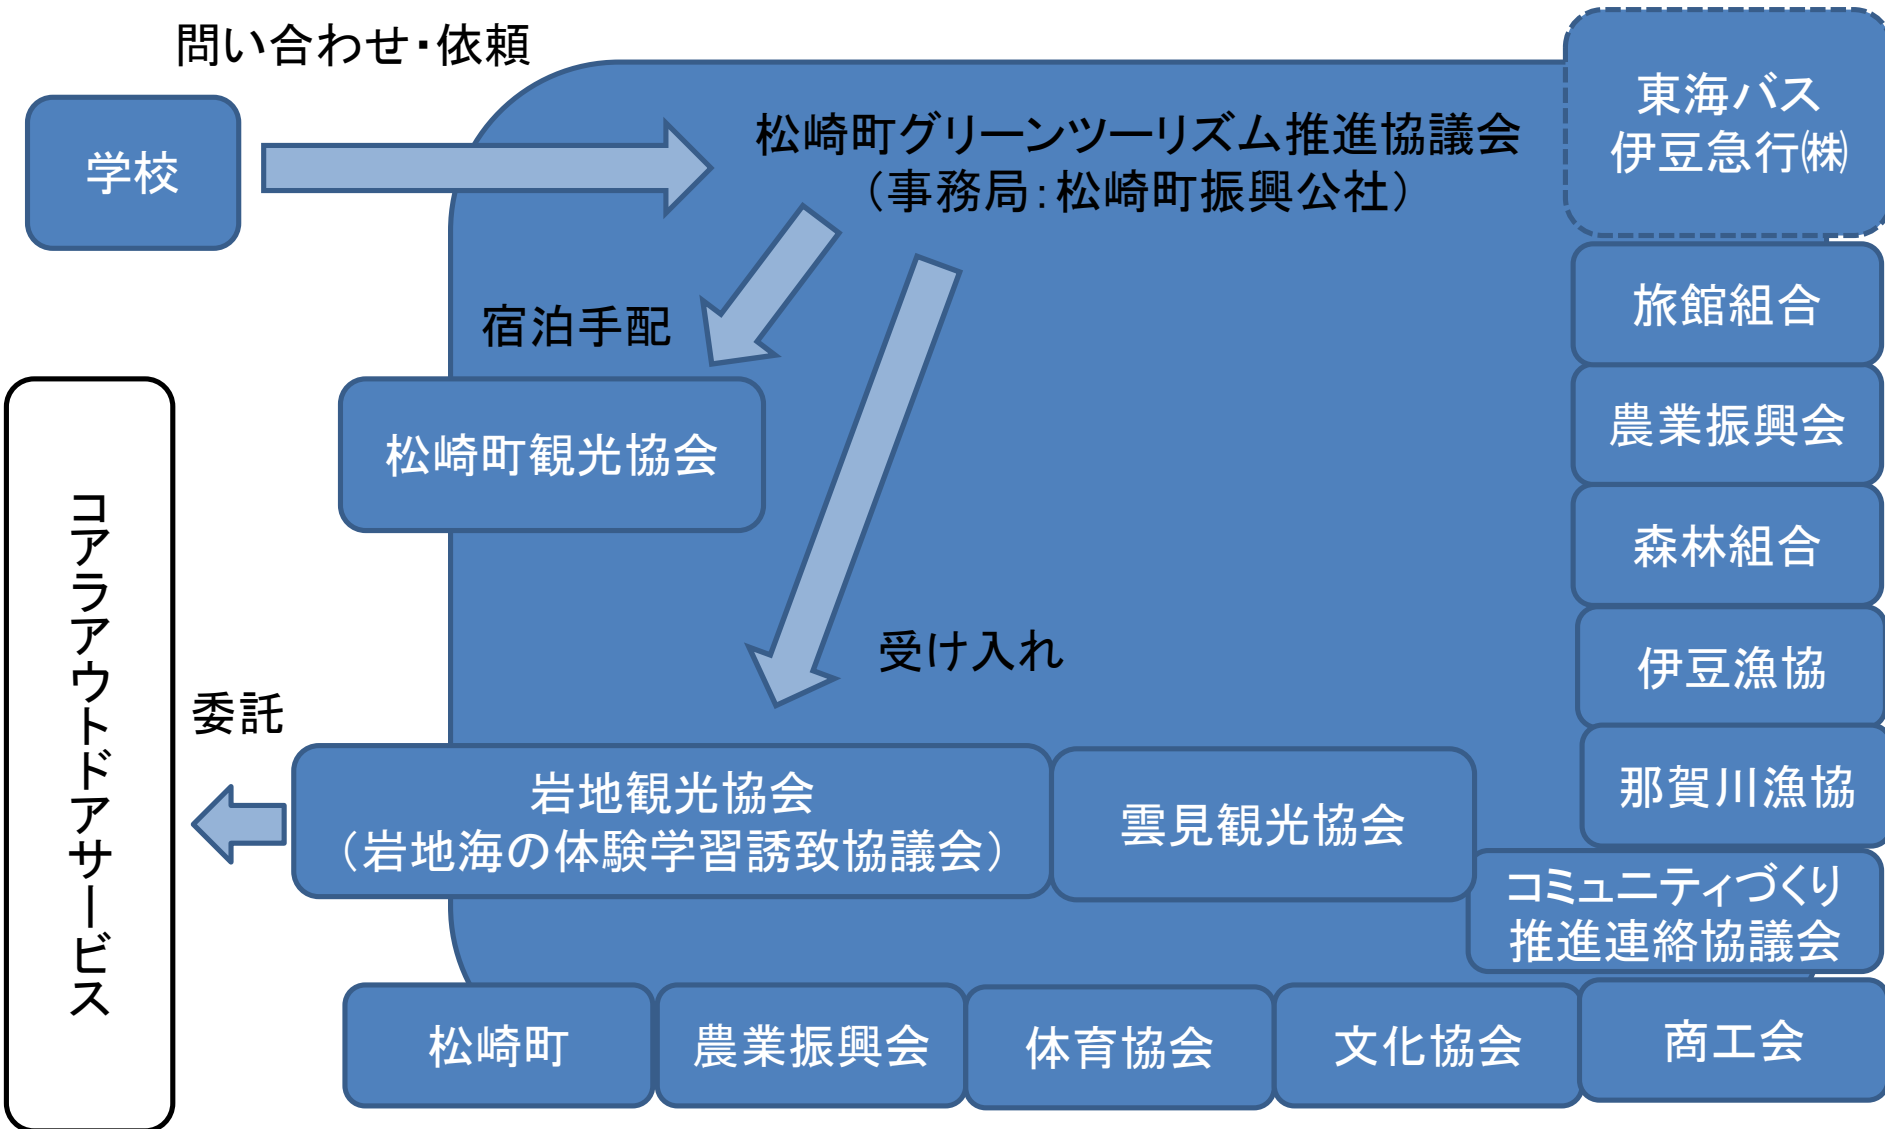 問い合わせ・依頼
学校
松崎町グリーンツーリズム推進協議会
（事務局：松崎町振興公社）
東海バス
伊豆急行㈱
旅館組合
宿泊手配
農業振興会
松崎町観光協会
森林組合
コアラアウトドアサービス
受け入れ
伊豆漁協
委託
岩地観光協会
（岩地海の体験学習誘致協議会）
雲見観光協会
那賀川漁協
コミュニティづくり
推進連絡協議会
松崎町
農業振興会
体育協会
文化協会
商工会